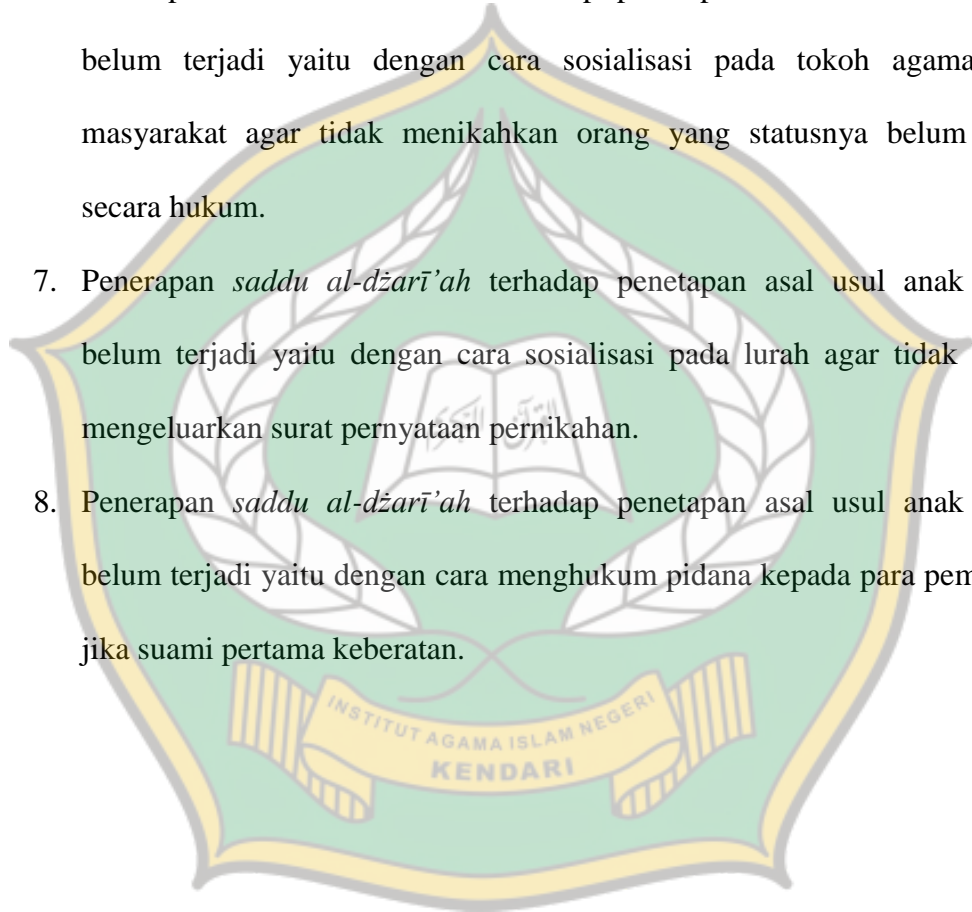 belum terjadi yaitu dengan cara sosialisasi pada tokoh agama
masyarakat agar tidak menikahkan orang yang statusnya belum
secara hukum.
7. Penerapan saddu al-dżarī’ah terhadap penetapan asal usul anak
belum terjadi yaitu dengan cara sosialisasi pada lurah agar tidak
mengeluarkan surat pernyataan pernikahan.
8. Penerapan saddu al-dżarī’ah terhadap penetapan asal usul anak
belum terjadi yaitu dengan cara menghukum pidana kepada para
jika suami pertama keberatan.
INSTITUT AGAMA ISLAM NEGERI
KENDARI